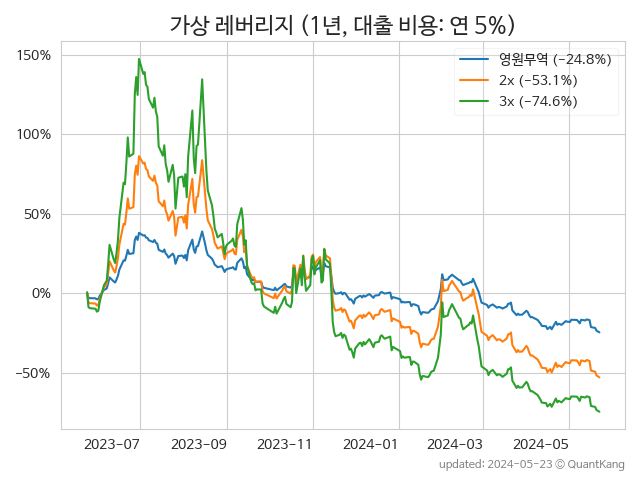 가상 레버리지 (1년, 대출 비용: 연 5%)
영원무역 (-24.8%)
2x (-53.1%)
3x (-74.6%)
150%
100%
50%
0%
-50%
2023-07 2023-09 2023-11 2024-01 2024-03 2024-05
updated: 2024-05-23 © QuantKang